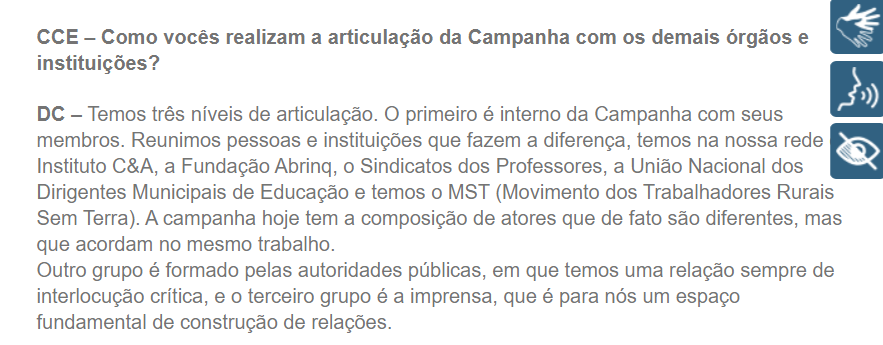 CCE – Como vocês realizam a articulação da Campanha com os demais órgãos e
instituições?
DC – Temos três níveis de articulação. O primeiro é interno da Campanha com seus
membros. Reunimos pessoas e instituições que fazem a diferença, temos na nossa rede
Instituto C&A, a Fundação Abrinq, o Sindicatos dos Professores, a União Nacional dos
Dirigentes Municipais de Educação e temos o MST (Movimento dos Trabalhadores Rurais
Sem Terra). A campanha hoje tem a composição de atores que de fato são diferentes, mas
que acordam no mesmo trabalho.
Outro grupo é formado pelas autoridades públicas, em que temos uma relação sempre de
interlocução crítica, e o terceiro grupo é a imprensa, que é para nós um espaço
fundamental de construção de relações.